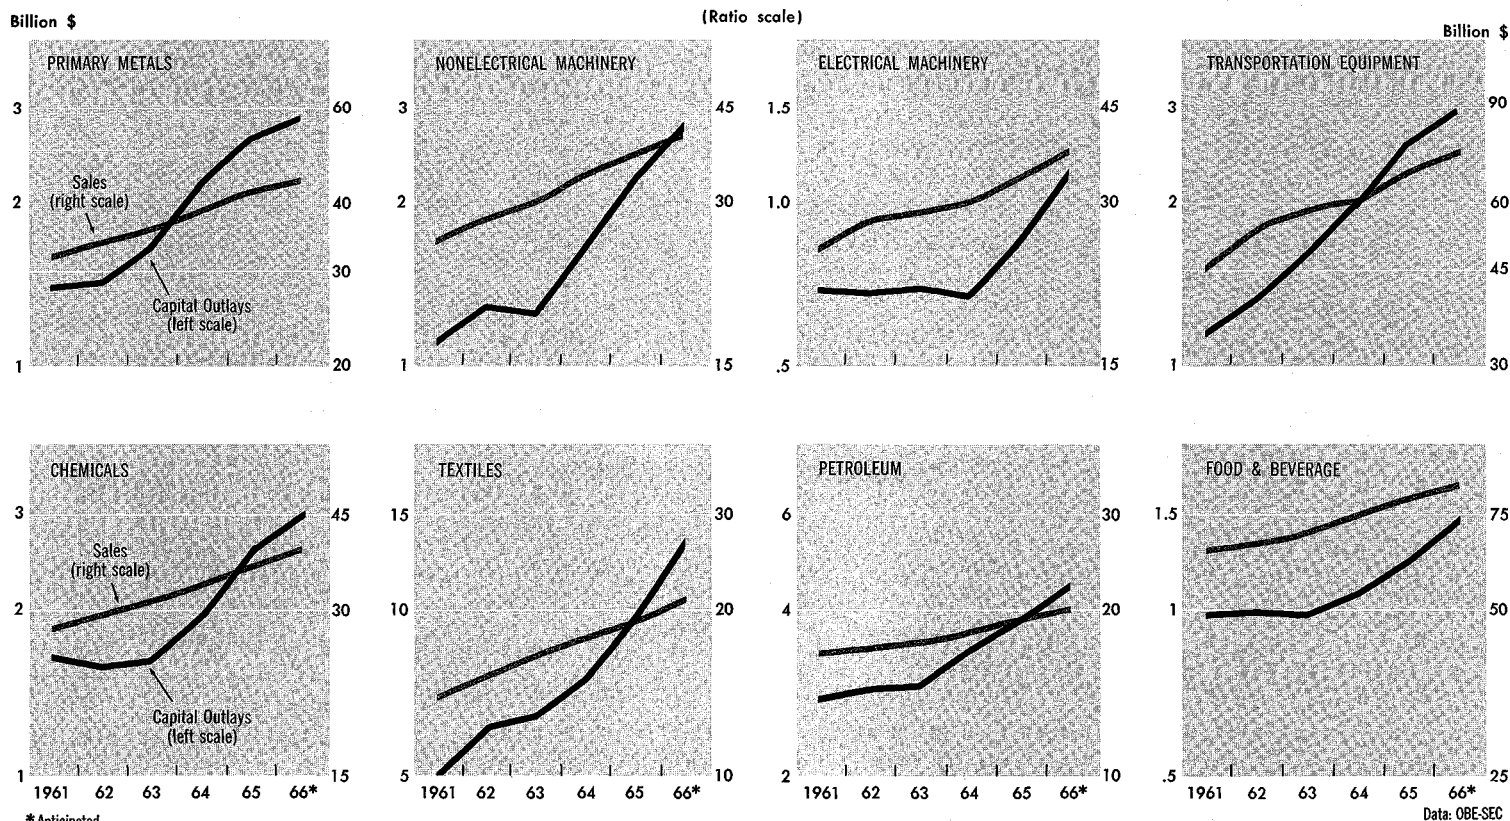 Billion $
(Ratio scale)
Billion $
PRIMARY METALS
3
2
1
60
40
30
20
Sales
(right scale)
Capital Outlays
(left scale)
NONELECTRICAL MACHINERY
3
2
1
45
30
15
ELECTRICAL MACHINERY
1.5
1.0
.5
45
30
15
TRANSPORTATION EQUIPMENT
3
2
1
90
60
45
30
CHEMICALS
3
2
1
45
30
15
Sales
(right scale)
Capital Outlays
(left scale)
1961 62 63 64 65 66*
TEXTILES
15
10
5
30
20
10
1961 62 63 64 65 66*
PETROLEUM
6
4
2
30
20
10
1961 62 63 64 65 66*
FOOD & BEVERAGE
1.5
1
.5
75
50
25
1961 62 63 64 65 66*
*Anticipated
Data: OBE-SEC